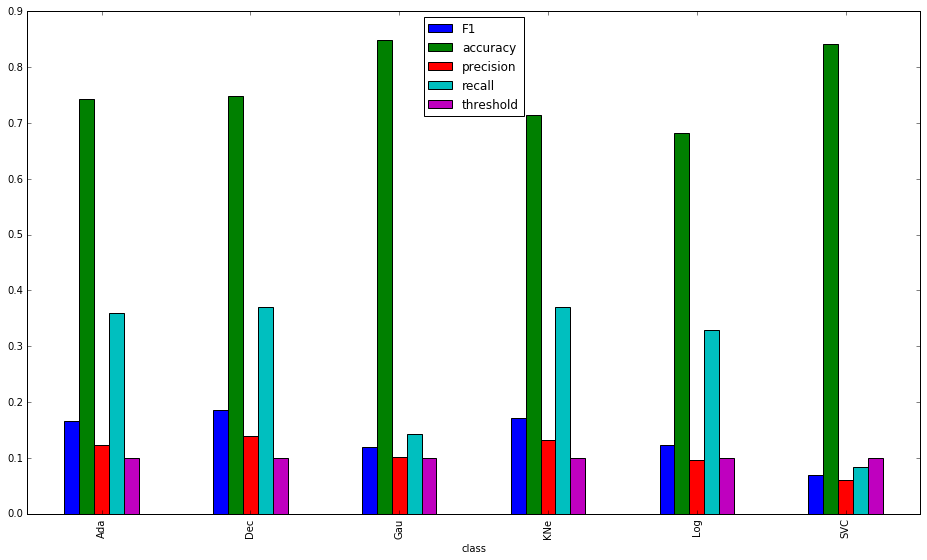 0.9
0.8
0.7
0.6
0.5
0.4
0.3
0.2
0.1
0.0
F1
accuracy
precision
recall
threshold
Ada
Dec
Gau
KNe
Log
SVC
class